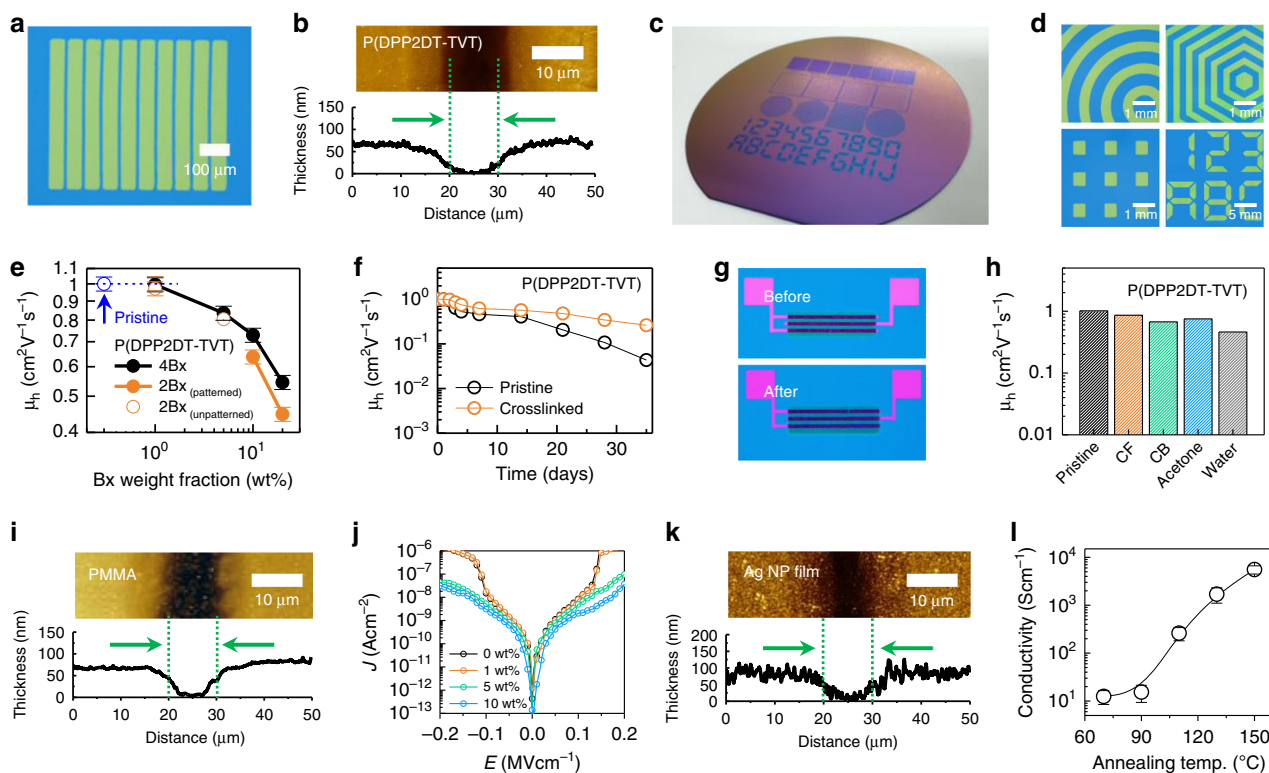 a
100 μm
b
P(DPP2DT-TVT)
10 μm
Thickness (nm)
150
100
50
0
0 10 20 30 40 50
Distance (μm)
c
1234567890
ABCDEFGHIJ
d
1 mm
1 mm
1 mm
123
ABC
5 mm
e
μh (cm²V⁻¹s⁻¹)
1.1
1
0.9
0.8
0.7
0.6
0.5
0.4
Pristine
P(DPP2DT-TVT)
4Bx
2Bx (patterned)
2Bx (unpatterned)
10⁰ 10¹
Bx weight fraction (wt%)
f
P(DPP2DT-TVT)
μh (cm²V⁻¹s⁻¹)
10⁰
10⁻¹
10⁻²
10⁻³
Pristine
Crosslinked
0 7 14 21 28 35
Time (days)
g
Before
After
h
P(DPP2DT-TVT)
μh (cm²V⁻¹s⁻¹)
1
0.1
0.01
Pristine
CF
CB
Acetone
Water
i
PMMA
10 μm
Thickness (nm)
150
100
50
0
0 10 20 30 40 50
Distance (μm)
j
J (Acm⁻²)
10⁻⁶
10⁻⁷
10⁻⁸
10⁻⁹
10⁻¹⁰
10⁻¹¹
10⁻¹²
10⁻¹³
0 wt%
1 wt%
5 wt%
10 wt%
−0.2 −0.1 0.0 0.1 0.2
E (MVcm⁻¹)
k
Ag NP film
10 μm
Thickness (nm)
200
150
100
50
0
0 10 20 30 40 50
Distance (μm)
l
Conductivity (Scm⁻¹)
10⁴
10³
10²
10¹
60 90 120 150
Annealing temp. (°C)